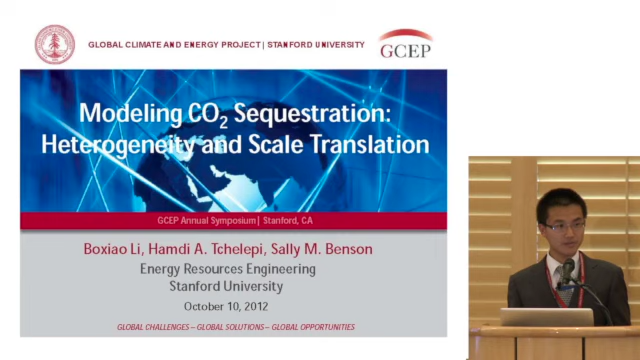 GLOBAL CLIMATE AND ENERGY PROJECT | STANFORD UNIVERSITY
GCEP
Modeling CO2 Sequestration:
Heterogeneity and Scale Translation
GCEP Annual Symposium | Stanford, CA
Boxiao Li, Hamdi A. Tchelepi, Sally M. Benson
Energy Resources Engineering
Stanford University
October 10, 2012
GLOBAL CHALLENGES – GLOBAL SOLUTIONS – GLOBAL OPPORTUNITIES